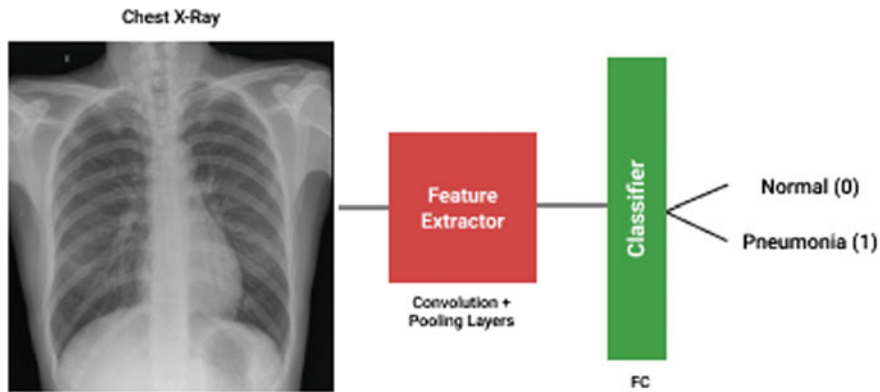 Chest X-Ray
Feature
Extractor
Convolution +
Pooling Layers
Classifier
FC
Normal (0)
Pneumonia (1)